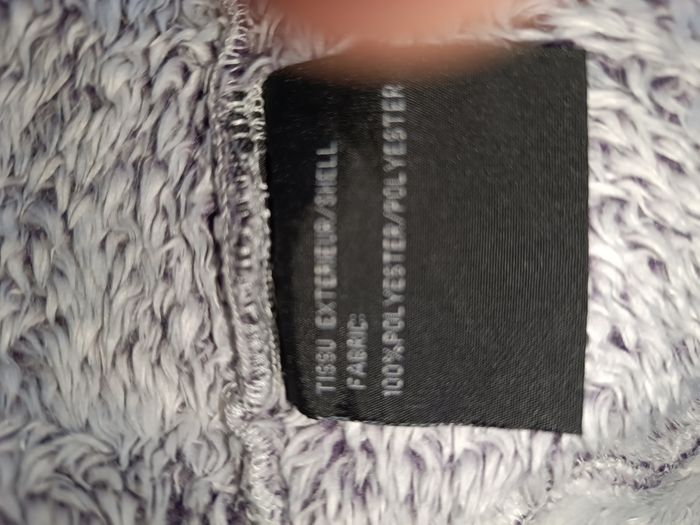 TISSU EXTERIEUR/SHELL
FABRIC:
100%POLYESTER/POLYESTER